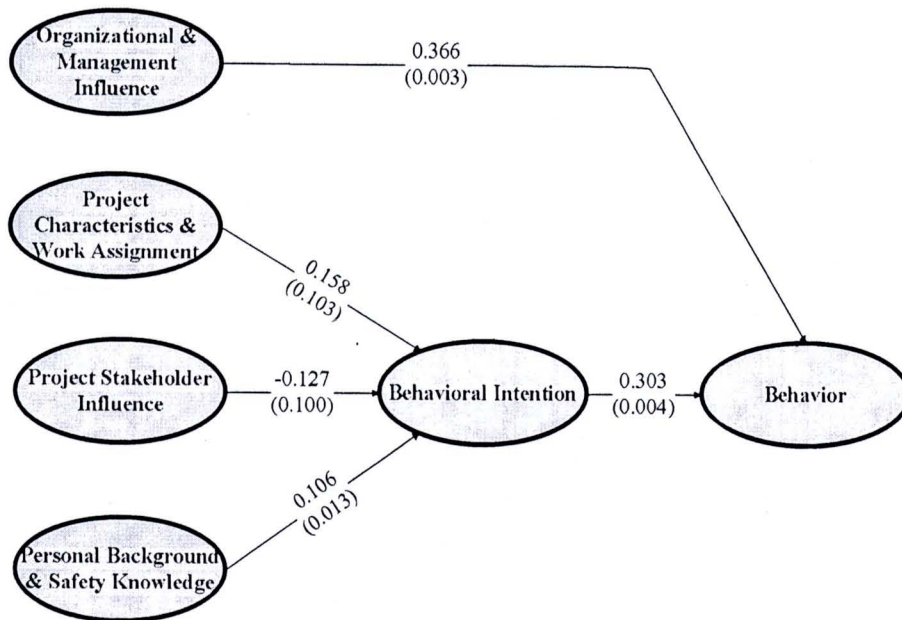 Organizational &
Management
Influence
0.366
(0.003)
Project
Characteristics &
Work Assignment
0.158
(0.103)
Project Stakeholder
Influence
-0.127
(0.100)
Behavioral Intention
0.303
(0.004)
Behavior
0.106
(0.013)
Personal Background
& Safety Knowledge